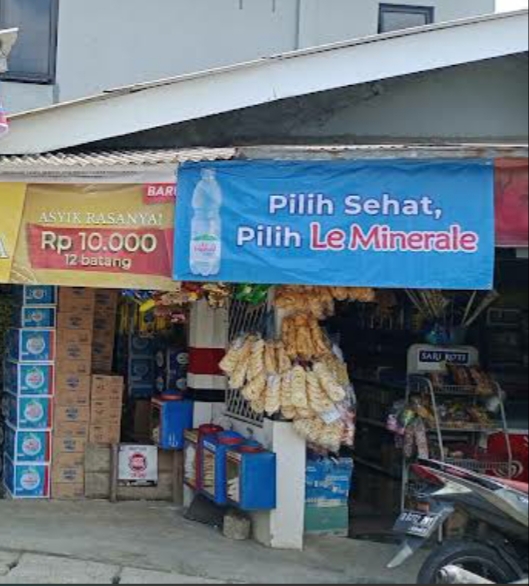 BARU
ASYIK RASANYA!
Rp 10.000
12 batang
Pilih Sehat,
Pilih Le Minerale
SARI ROTI